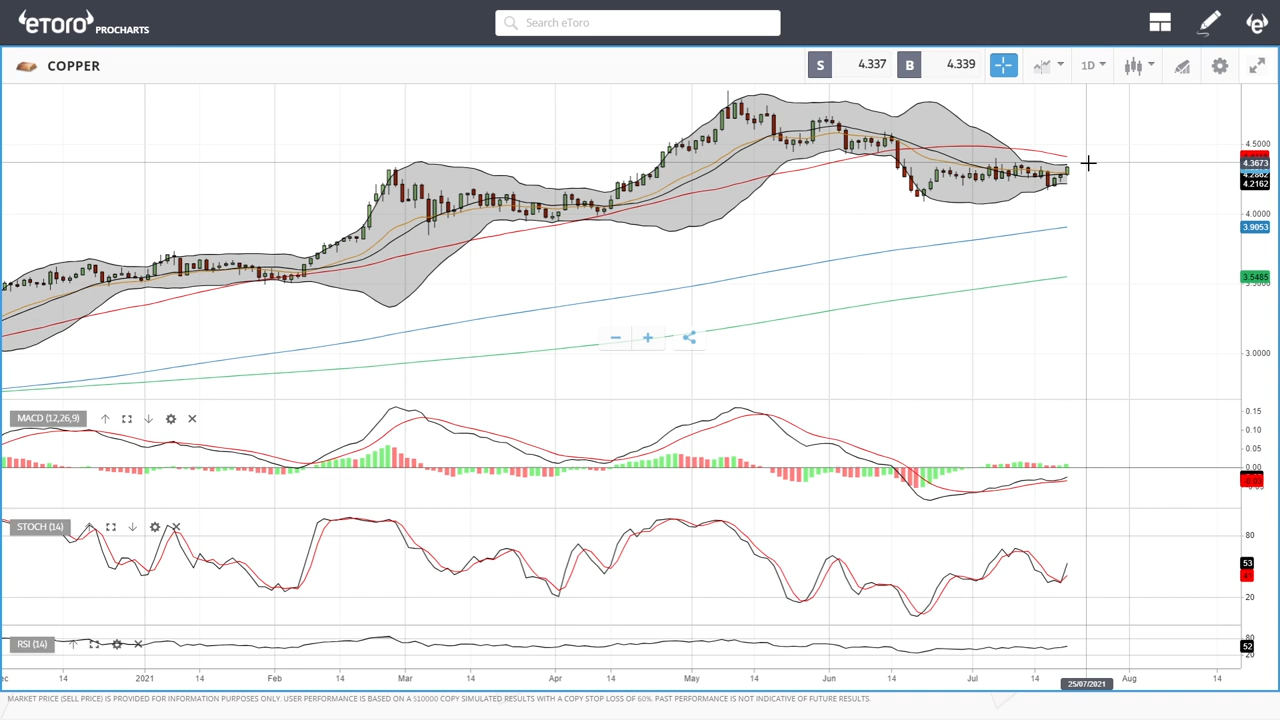 eToro PROCHARTS
Search eToro
COPPER
S 4.337 B 4.339
1D
4.5000
4.3673
4.2162
4.0000
3.9053
3.5485
3.0000
MACD (12,26,9)
0.15
0.10
0.05
0.00
-0.03
STOCH (14)
80
53
20
RSI (14)
80
52
20
2021 14 Feb 14 Mar 14 Apr 14 May 14 Jun 14 Jul 14 Aug 14
25/07/2021
MARKET PRICE (SELL PRICE) IS PROVIDED FOR INFORMATION PURPOSES ONLY. USER PERFORMANCE IS BASED ON A $10000 COPY SIMULATED RESULTS WITH A COPY STOP LOSS OF 60%. PAST PERFORMANCE IS NOT INDICATIVE OF FUTURE RESULTS.